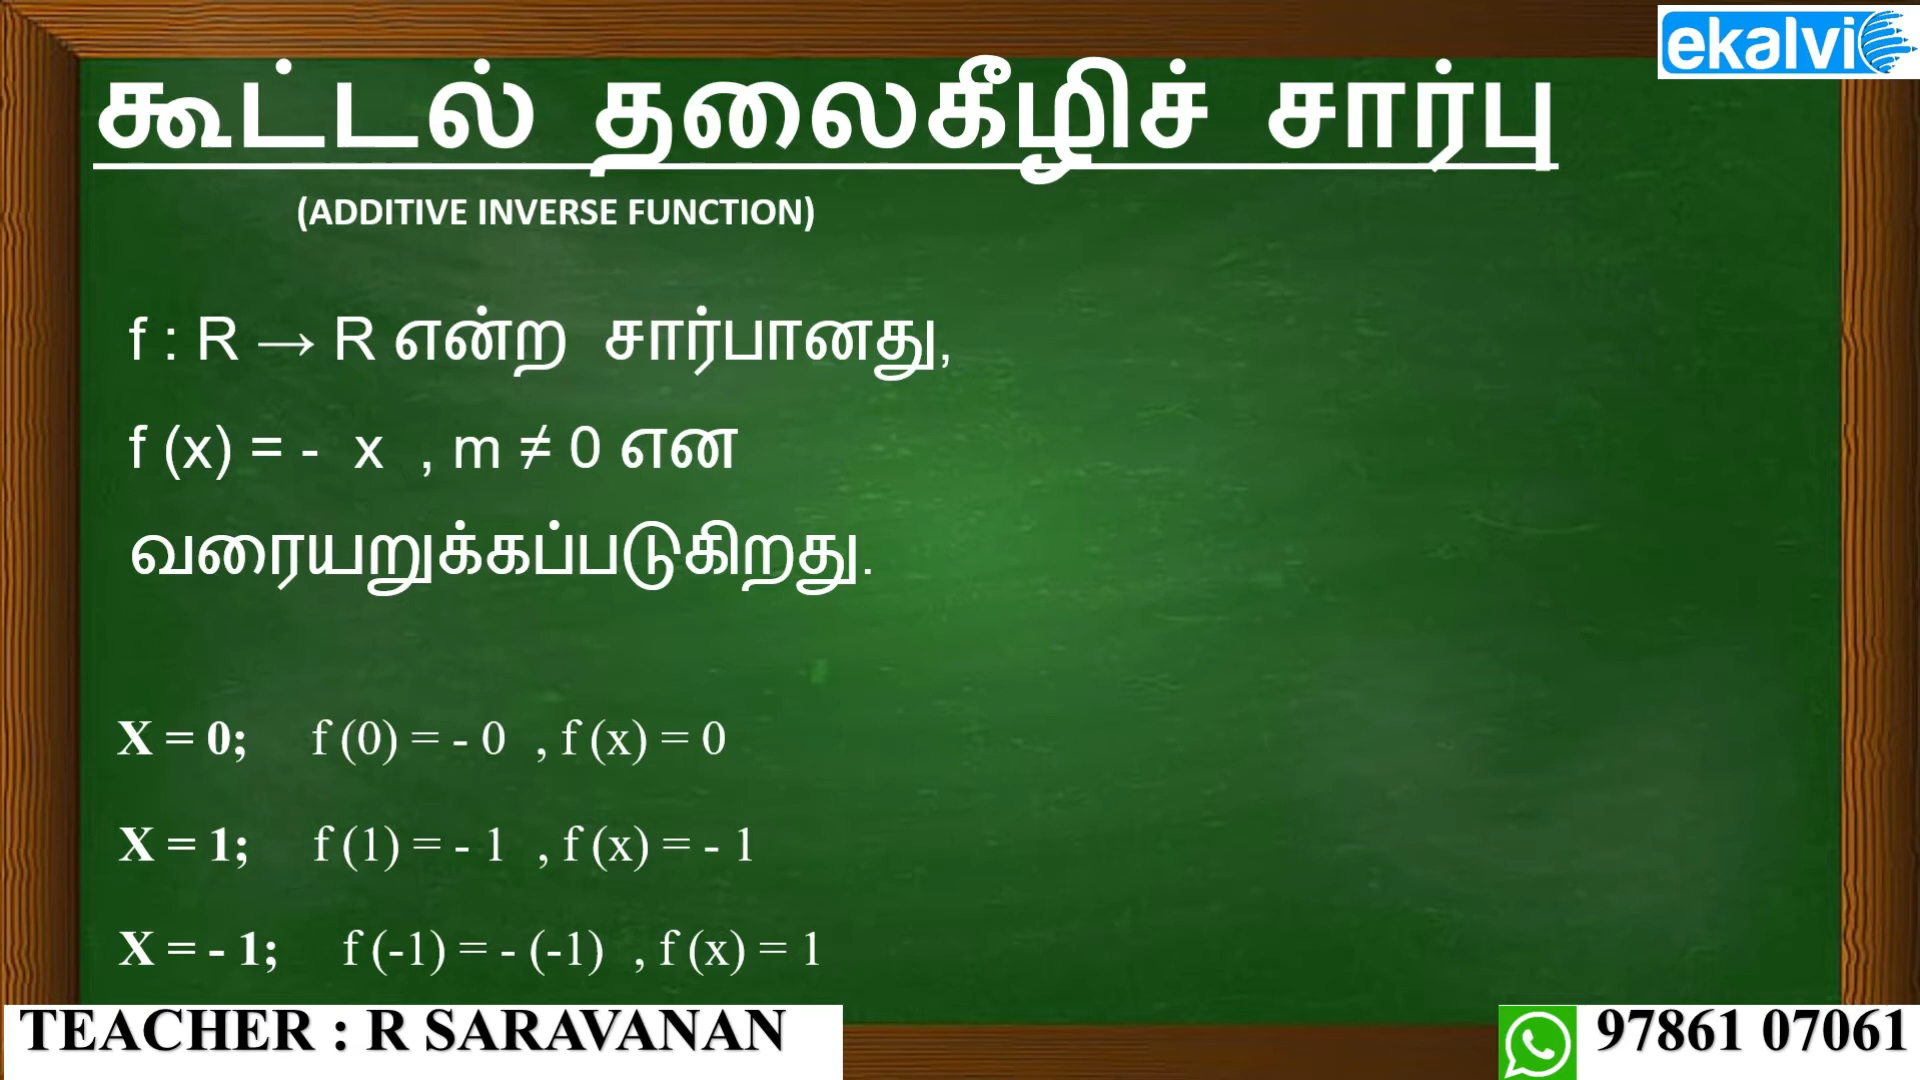 ekalvi
கூட்டல் தலைகீழிச் சார்பு
(ADDITIVE INVERSE FUNCTION)
f : R → R என்ற சார்பானது,
f (x) = - x , m ≠ 0 என
வரையறுக்கப்படுகிறது.
X = 0; f (0) = - 0 , f (x) = 0
X = 1; f (1) = - 1 , f (x) = - 1
X = - 1; f (-1) = - (-1) , f (x) = 1
TEACHER : R SARAVANAN
97861 07061